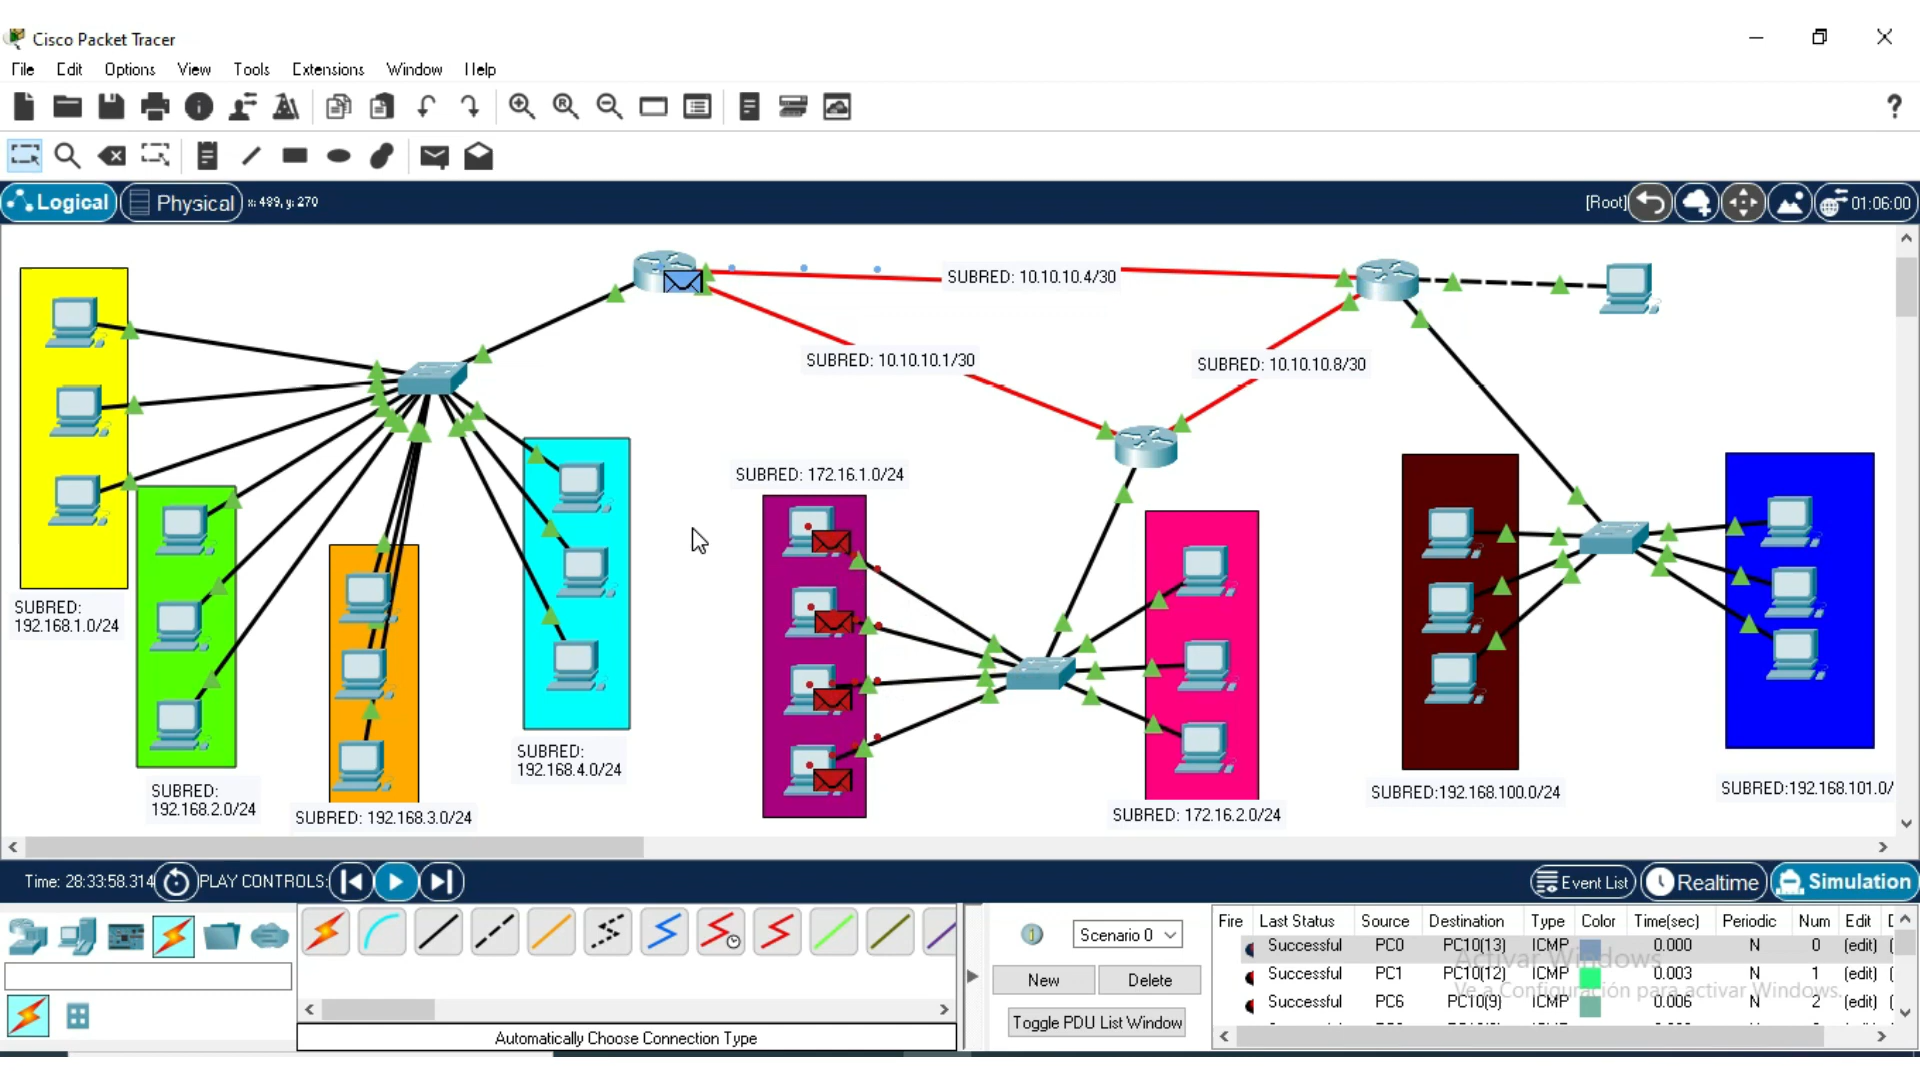 Cisco Packet Tracer
File Edit Options View Tools Extensions Window Help
Logical Physical x: 499, y: 270 [Root] 01:06:00
SUBRED: 10.10.10.4/30
SUBRED: 10.10.10.1/30
SUBRED: 10.10.10.8/30
SUBRED: 172.16.1.0/24
SUBRED:
192.168.1.0/24
SUBRED:
192.168.4.0/24
SUBRED:
192.168.2.0/24
SUBRED: 192.168.3.0/24
SUBRED: 172.16.2.0/24
SUBRED:192.168.100.0/24
SUBRED:192.168.101.0/
Time: 28:33:58.314 PLAY CONTROLS: Event List Realtime Simulation
Scenario 0
New Delete
Toggle PDU List Window
Automatically Choose Connection Type
Fire Last Status Source Destination Type Color Time(sec) Periodic Num Edit
Successful PC0 PC10(13) ICMP 0.000 N 0 (edit)
Successful PC1 PC10(12) ICMP 0.003 N 1 (edit)
Successful PC6 PC10(9) ICMP 0.006 N 2 (edit)
Activar Windows
Ve a Configuración para activar Windows.